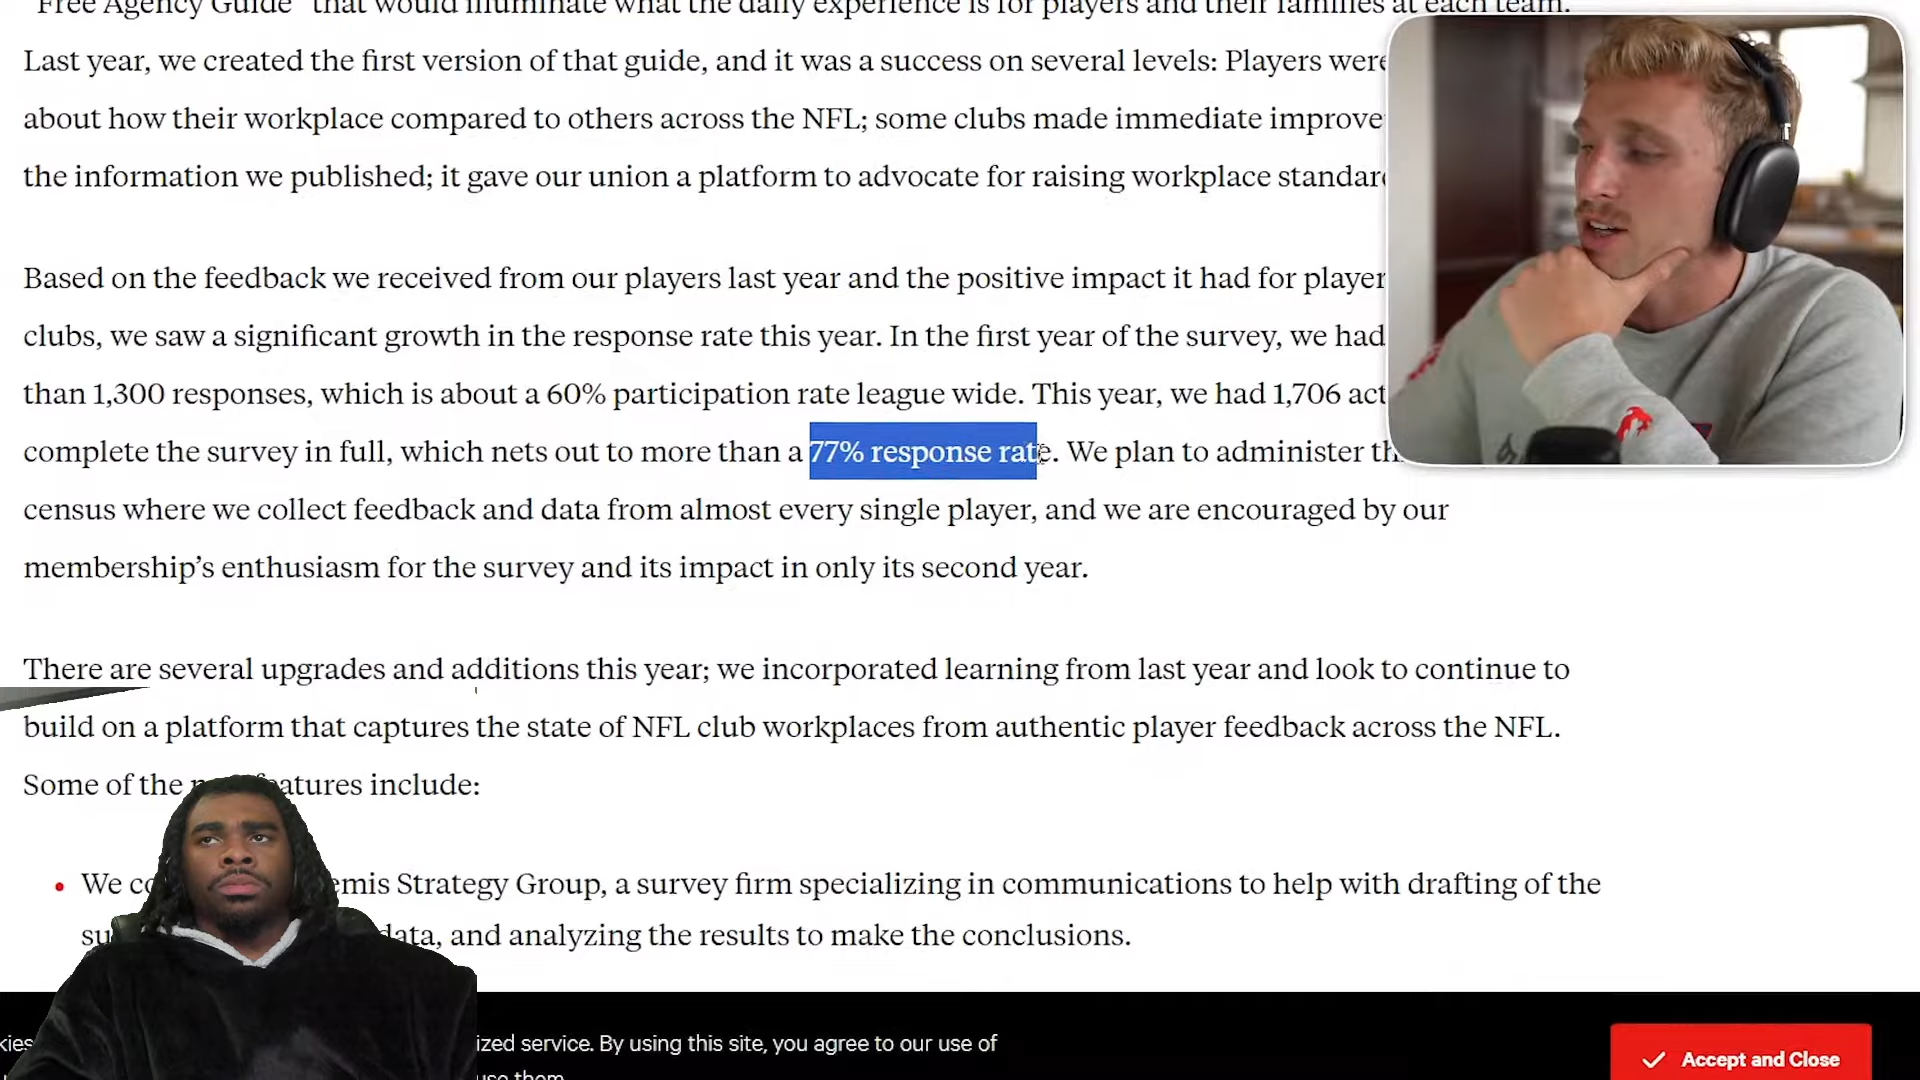 Free Agency Guide" that would illuminate what the daily experience is for players and their families at each team.
Last year, we created the first version of that guide, and it was a success on several levels: Players were
about how their workplace compared to others across the NFL; some clubs made immediate improve
the information we published; it gave our union a platform to advocate for raising workplace standard
Based on the feedback we received from our players last year and the positive impact it had for player
clubs, we saw a significant growth in the response rate this year. In the first year of the survey, we had
than 1,300 responses, which is about a 60% participation rate league wide. This year, we had 1,706 act
complete the survey in full, which nets out to more than a 77% response rate. We plan to administer th
census where we collect feedback and data from almost every single player, and we are encouraged by our
membership's enthusiasm for the survey and its impact in only its second year.
There are several upgrades and additions this year; we incorporated learning from last year and look to continue to
build on a platform that captures the state of NFL club workplaces from authentic player feedback across the NFL.
Some of the features include:
• We co emis Strategy Group, a survey firm specializing in communications to help with drafting of the
su data, and analyzing the results to make the conclusions.
kies ized service. By using this site, you agree to our use of
use them
Accept and Close